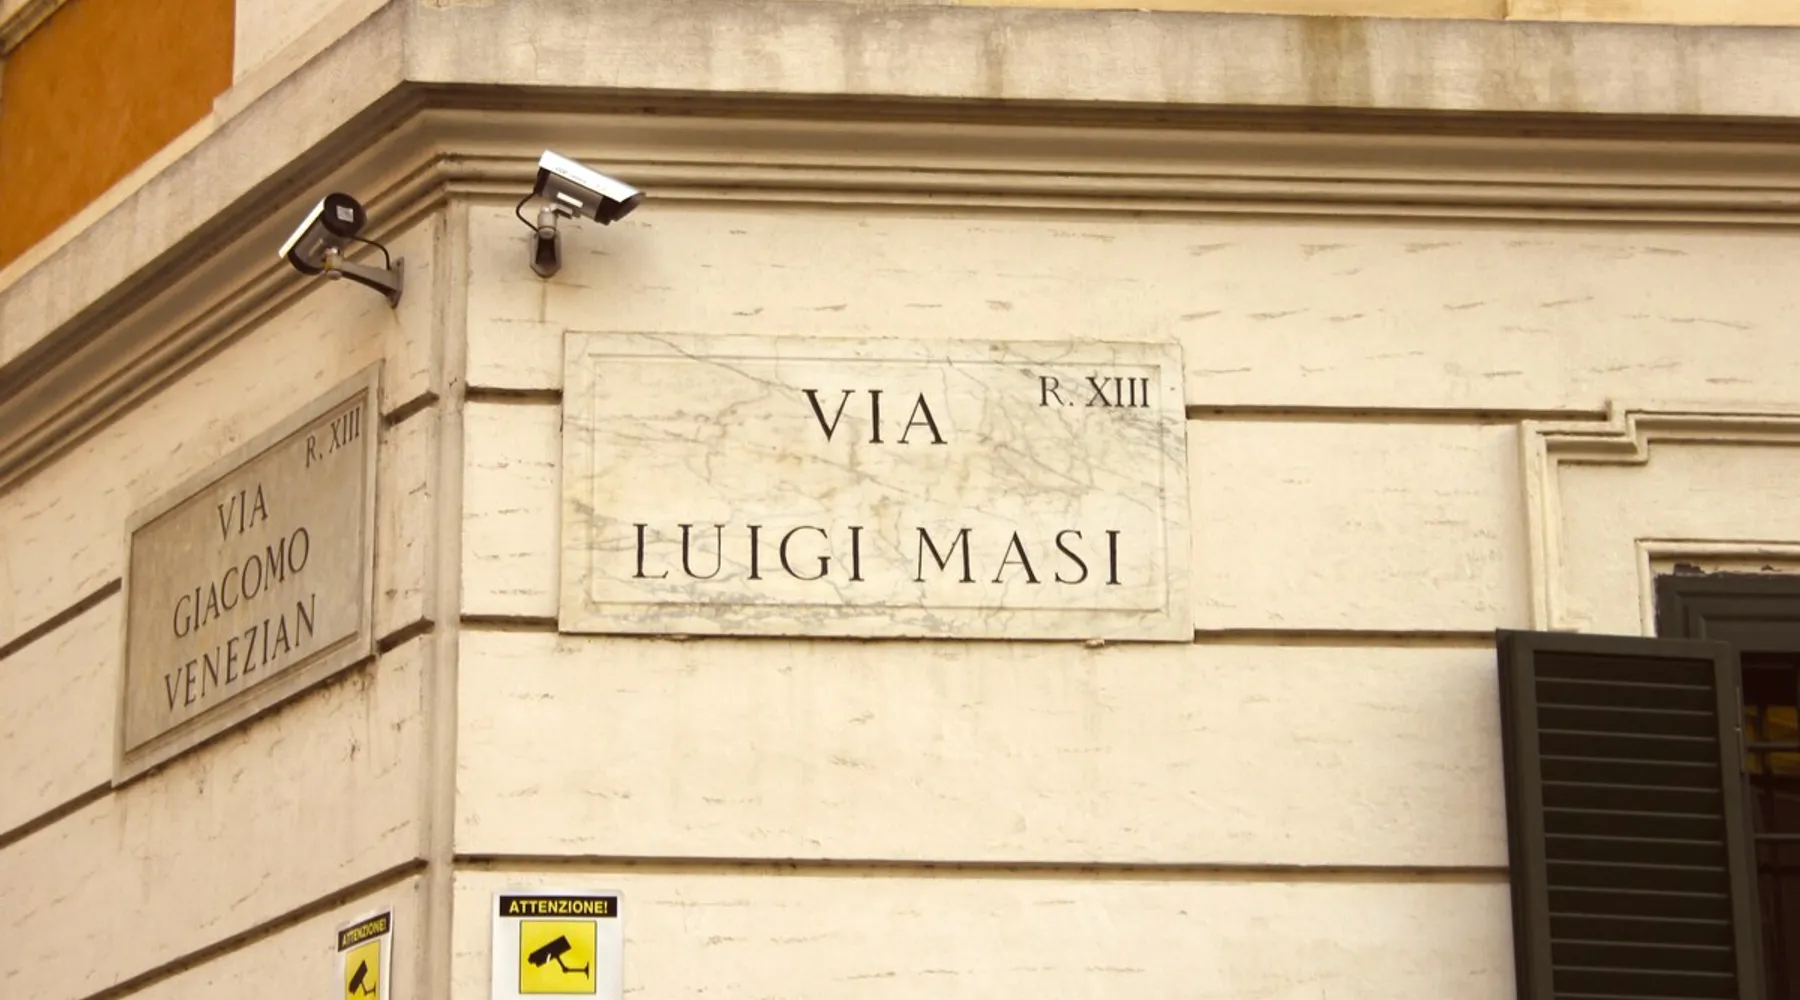 R. XIII
VIA
GIACOMO
VENEZIAN
R. XIII
VIA
LUIGI MASI
ATTENZIONE!
ATTENZIONE!